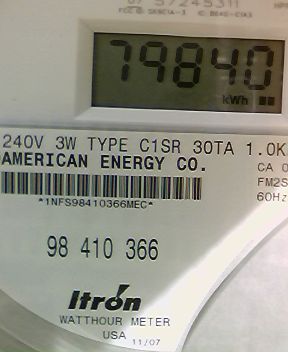 79840
kWh
240V 3W TYPE C1SR 30TA 1.0K
AMERICAN ENERGY CO.
CA 0
*1NFS98410366MEC*
FM2S
60Hz
98 410 366
Itron
WATTHOUR METER
USA 11/07